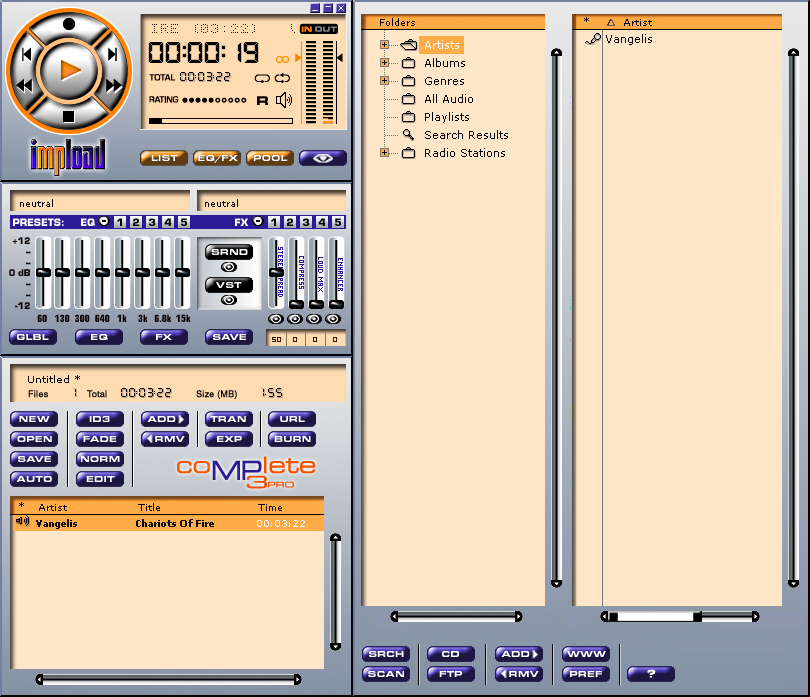 IRE (03:22) \ IN OUT
00:00:19
TOTAL 00:03:22
RATING R
impload
LIST EQ/FX POOL
neutral neutral
PRESETS: EQ 1 2 3 4 5 FX 1 2 3 4 5
+12
0 dB
-12
60 130 300 640 1k 3k 6.8k 15k
SRND
VST
STEREO SPREAD
COMPRESS
LOUD MAX
ENHANCER
GLBL EQ FX SAVE 50 0 0 0
Untitled *
Files 1 Total 00:03:22 Size (MB) 1.55
NEW ID3 ADD TRAN URL
OPEN FADE RMV EXP BURN
SAVE NORM
AUTO EDIT
coMPlete
3PRO
* Artist Title Time
Vangelis Chariots Of Fire 00:03:22
Folders
Artists
Albums
Genres
All Audio
Playlists
Search Results
Radio Stations
* Artist
Vangelis
SRCH CD ADD WWW
SCAN FTP RMV PREF ?